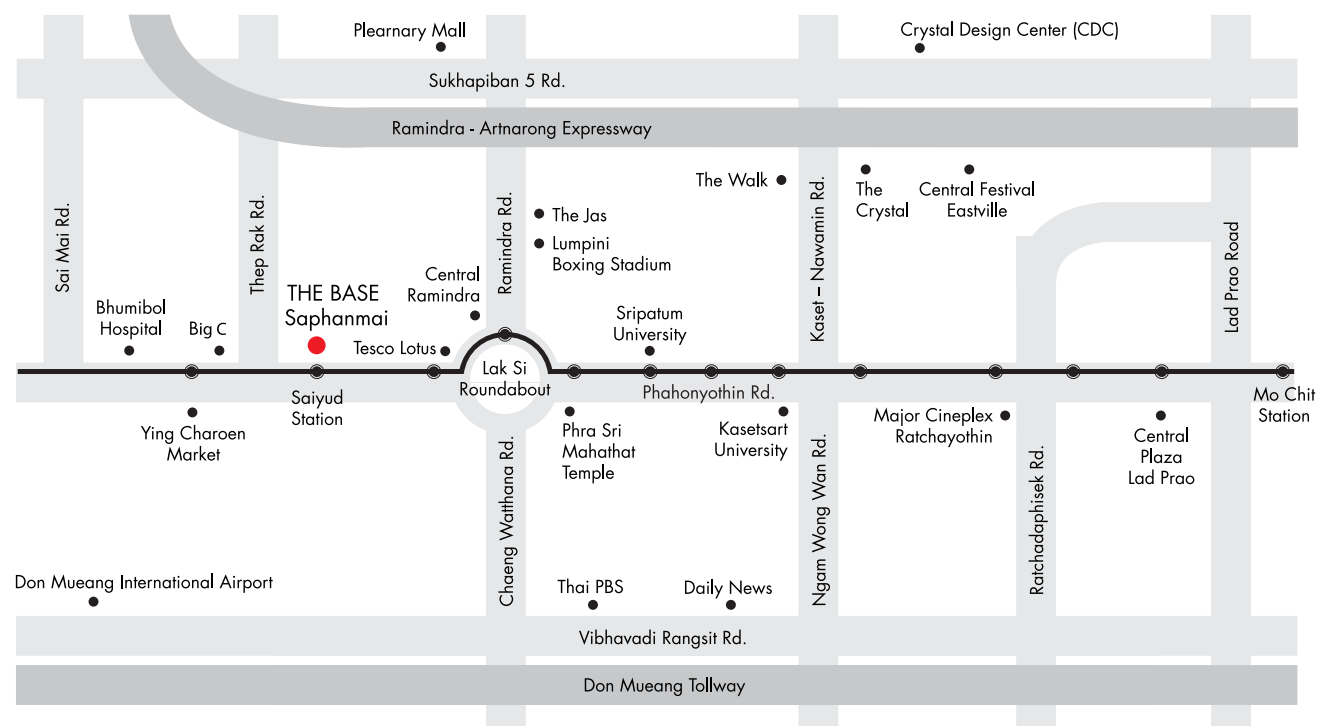 Plearnary Mall
Crystal Design Center (CDC)
Sukhapiban 5 Rd.
Ramindra - Artnarong Expressway
The Walk
The
Crystal
Central Festival
Eastville
Sai Mai Rd.
Thep Rak Rd.
Ramindra Rd.
Kaset – Nawamin Rd.
Lad Prao Road
The Jas
Lumpini
Boxing Stadium
Central
Ramindra
THE BASE
Saphanmai
Bhumibol
Hospital
Big C
Tesco Lotus
Sripatum
University
Lak Si
Roundabout
Phahonyothin Rd.
Saiyud
Station
Mo Chit
Station
Ying Charoen
Market
Phra Sri
Mahathat
Temple
Kasetsart
University
Major Cineplex
Ratchayothin
Central
Plaza
Lad Prao
Chaeng Watthana Rd.
Ngam Wong Wan Rd.
Ratchadaphisek Rd.
Don Mueang International Airport
Thai PBS
Daily News
Vibhavadi Rangsit Rd.
Don Mueang Tollway